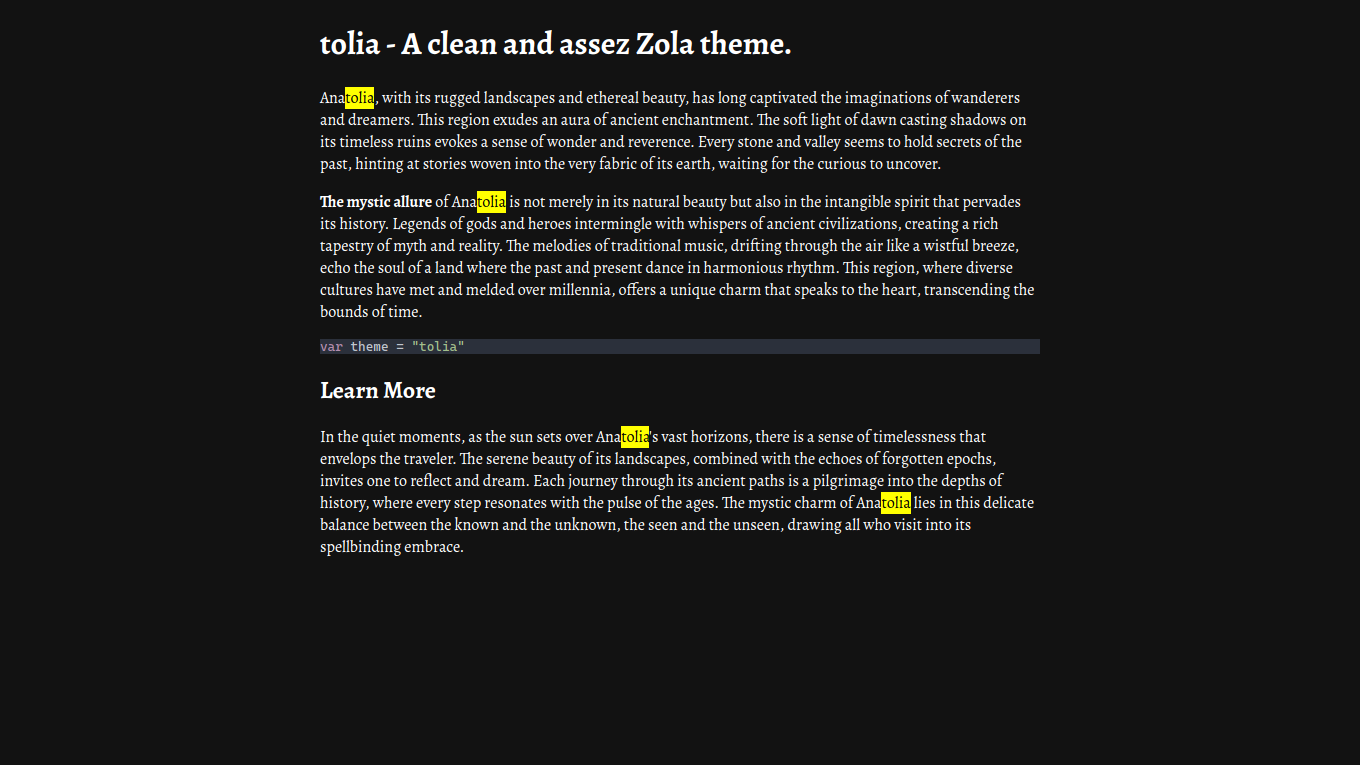 tolia - A clean and assez Zola theme.
Anatolia, with its rugged landscapes and ethereal beauty, has long captivated the imaginations of wanderers
and dreamers. This region exudes an aura of ancient enchantment. The soft light of dawn casting shadows on
its timeless ruins evokes a sense of wonder and reverence. Every stone and valley seems to hold secrets of the
past, hinting at stories woven into the very fabric of its earth, waiting for the curious to uncover.
The mystic allure of Anatolia is not merely in its natural beauty but also in the intangible spirit that pervades
its history. Legends of gods and heroes intermingle with whispers of ancient civilizations, creating a rich
tapestry of myth and reality. The melodies of traditional music, drifting through the air like a wistful breeze,
echo the soul of a land where the past and present dance in harmonious rhythm. This region, where diverse
cultures have met and melded over millennia, offers a unique charm that speaks to the heart, transcending the
bounds of time.
var theme = "tolia"
Learn More
In the quiet moments, as the sun sets over Anatolia's vast horizons, there is a sense of timelessness that
envelops the traveler. The serene beauty of its landscapes, combined with the echoes of forgotten epochs,
invites one to reflect and dream. Each journey through its ancient paths is a pilgrimage into the depths of
history, where every step resonates with the pulse of the ages. The mystic charm of Anatolia lies in this delicate
balance between the known and the unknown, the seen and the unseen, drawing all who visit into its
spellbinding embrace.